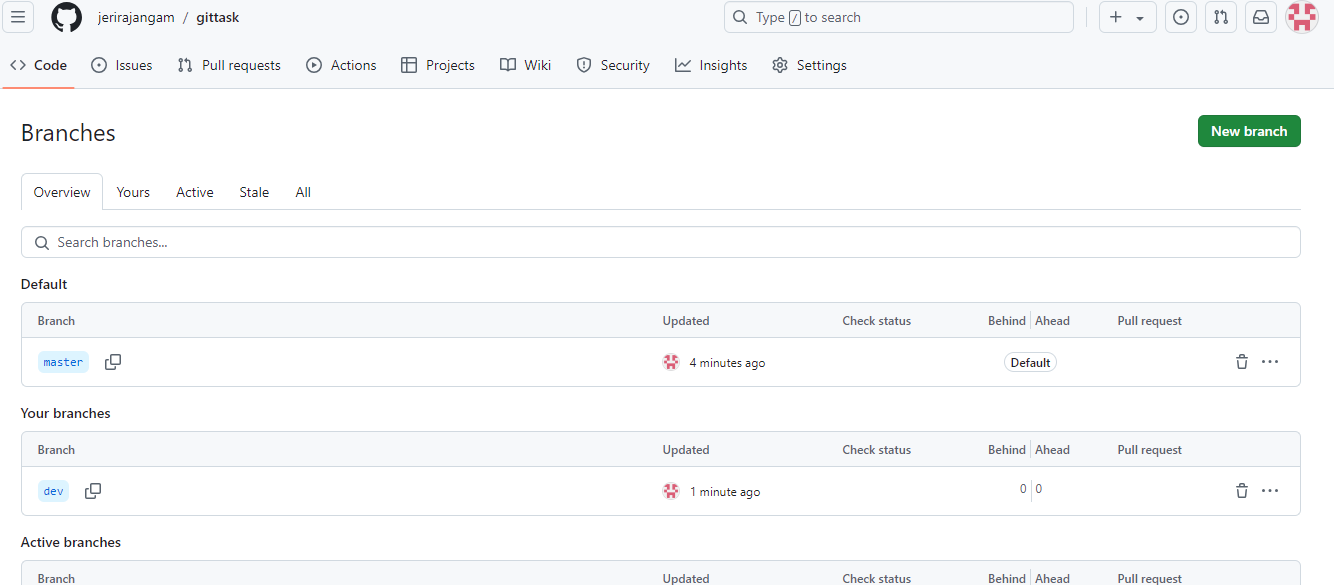 jerirajangam / gittask Type / to search
Code Issues Pull requests Actions Projects Wiki Security Insights Settings
Branches New branch
Overview Yours Active Stale All
Search branches...
Default
Branch Updated Check status Behind Ahead Pull request
master 4 minutes ago Default
Your branches
Branch Updated Check status Behind Ahead Pull request
dev 1 minute ago 0 0
Active branches
Branch Updated Check status Behind Ahead Pull request